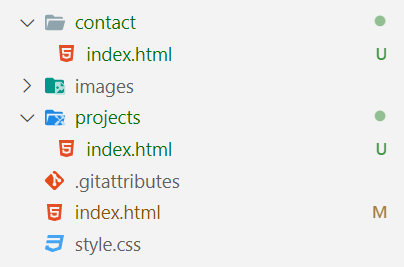 contact
index.html U
images
projects
index.html U
.gitattributes
index.html M
style.css